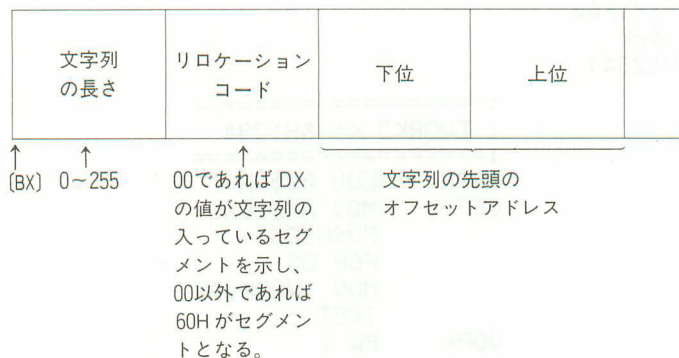 文字列
の長さ
リロケーション
コード
下位
上位
〔BX〕 0~255
00であればDX
の値が文字列の
入っているセグ
メントを示し、
00以外であれば
60Hがセグメン
トとなる。
文字列の先頭の
オフセットアドレス